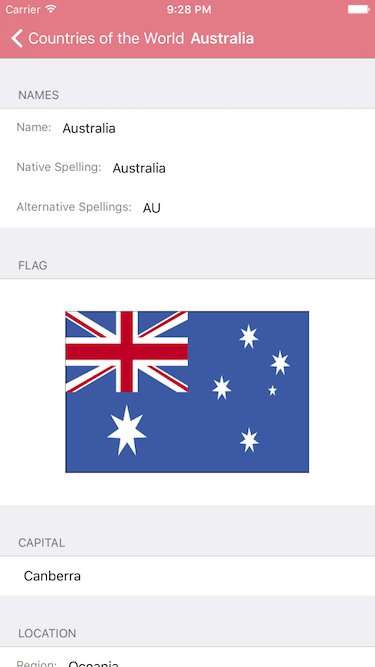 Carrier 9:28 PM
Countries of the World Australia
NAMES
Name: Australia
Native Spelling: Australia
Alternative Spellings: AU
FLAG
CAPITAL
Canberra
LOCATION
Region: Oceania